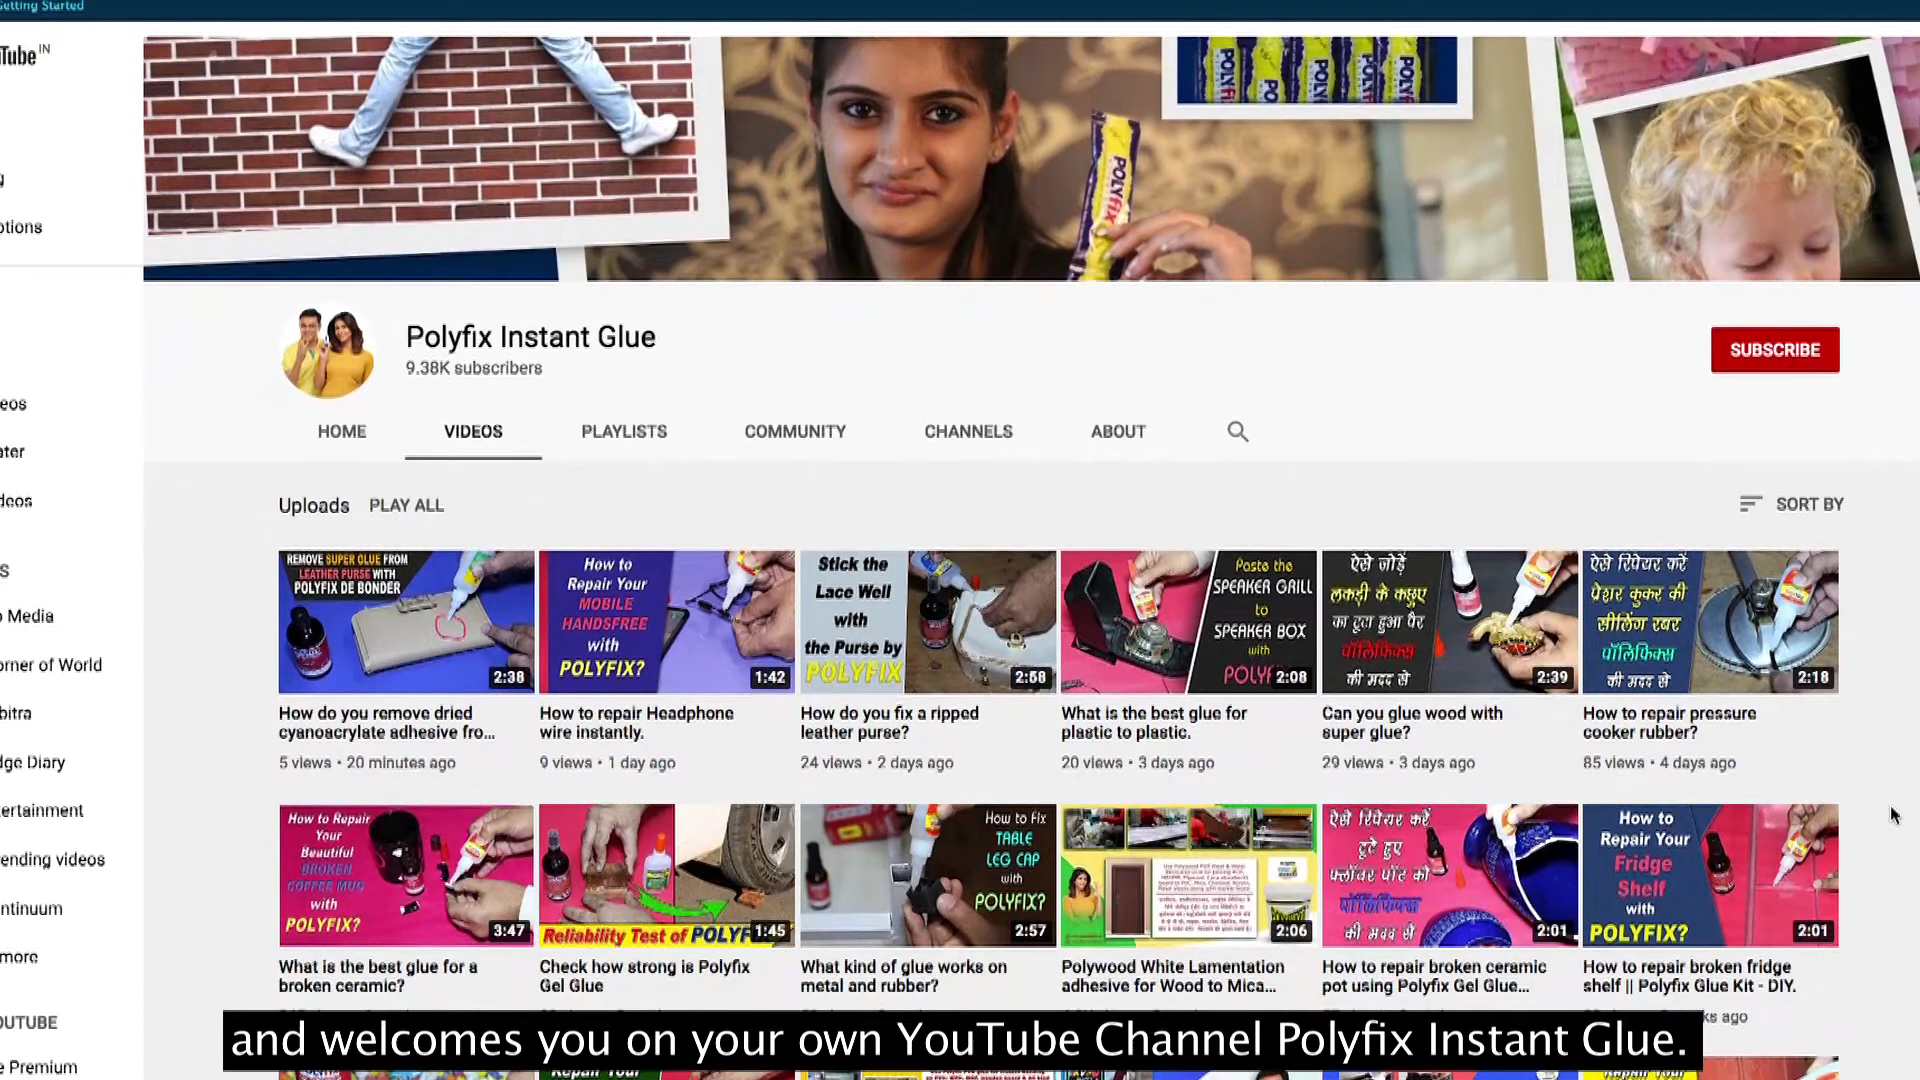 Getting Started
Tube IN
otions
POLYFIX
POLYFIX
POLYFIX
POLYFIX
Polyfix Instant Glue
9.38K subscribers
SUBSCRIBE
HOME
VIDEOS
PLAYLISTS
COMMUNITY
CHANNELS
ABOUT
eos
ater
deos
S
Media
orner of World
bitra
dge Diary
ertainment
ending videos
ntinuum
more
OUTUBE
Premium
Uploads
PLAY ALL
SORT BY
REMOVE SUPER GLUE FROM
LEATHER PURSE WITH
POLYFIX DE BONDER
2:38
How to
Repair Your
MOBILE
HANDSFREE
with
POLYFIX?
1:42
Stick the
Lace Well
with
the Purse by
POLYFIX
2:58
Paste the
SPEAKER GRILL
to
SPEAKER BOX
with
POLYF
2:08
ऐसे जोड़ें
लकड़ी के कछुए
का टूटा हुआ पैर
पॉलिफिक्स
की मदद से
2:39
ऐसे रिपेयर करें
प्रेशर कुकर की
सीलिंग रबर
पॉलिफिक्स
की मदद से
2:18
How do you remove dried
cyanoacrylate adhesive fro...
5 views • 20 minutes ago
How to repair Headphone
wire instantly.
9 views • 1 day ago
How do you fix a ripped
leather purse?
24 views • 2 days ago
What is the best glue for
plastic to plastic.
20 views • 3 days ago
Can you glue wood with
super glue?
29 views • 3 days ago
How to repair pressure
cooker rubber?
85 views • 4 days ago
How to Repair
Your
Beautiful
BROKEN
COFFEE MUG
with
POLYFIX?
3:47
Reliability Test of POLYF
1:45
How to Fix
TABLE
LEG CAP
with
POLYFIX?
2:57
2:06
ऐसे रिपेयर करें
टूटे हुए
फ्लॉवर पॉट को
पॉलिफिक्स
की मदद से
2:01
How to
Repair Your
Fridge
Shelf
with
POLYFIX?
2:01
What is the best glue for a
broken ceramic?
Check how strong is Polyfix
Gel Glue
What kind of glue works on
metal and rubber?
Polywood White Lamentation
adhesive for Wood to Mica...
How to repair broken ceramic
pot using Polyfix Gel Glue...
How to repair broken fridge
shelf || Polyfix Glue Kit - DIY.
ks ago
and welcomes you on your own YouTube Channel Polyfix Instant Glue.